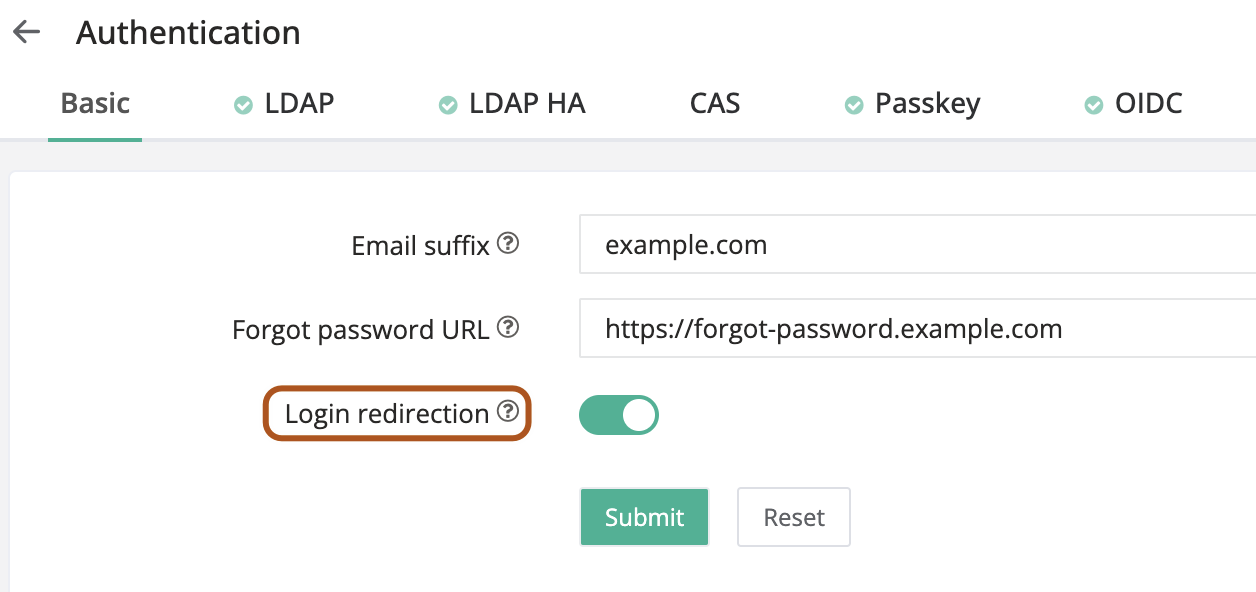 Authentication
Basic LDAP LDAP HA CAS Passkey OIDC
Email suffix ? example.com
Forgot password URL ? https://forgot-password.example.com
Login redirection ?
Submit Reset